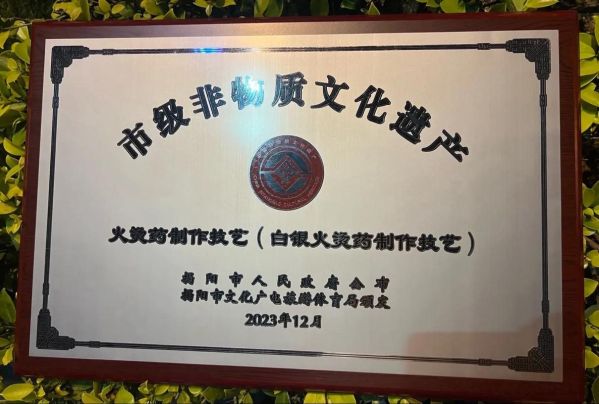 市级非物质文化遗产
火烫药制作技艺（白银火烫药制作技艺）
揭阳市人民政府公布
揭阳市文化广电旅游体育局颁发
2023年12月